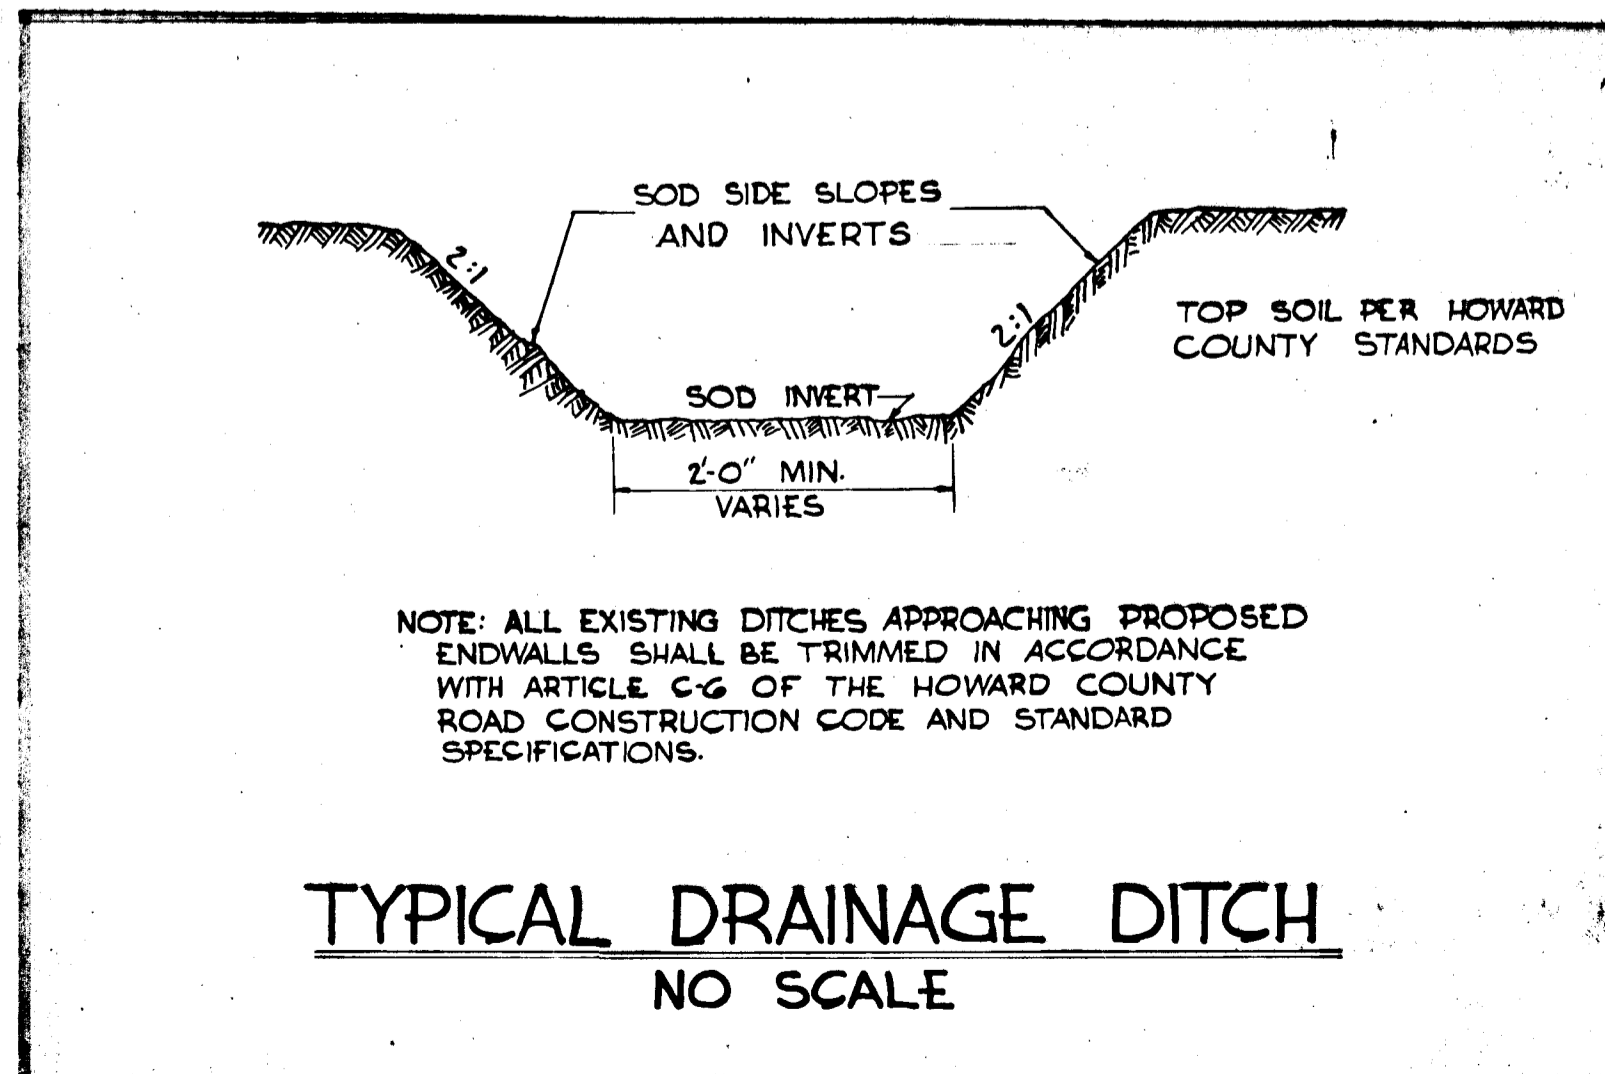 SOD SIDE SLOPES
AND INVERTS
2:1
2:1
TOP SOIL PER HOWARD
COUNTY STANDARDS
SOD INVERT
2'-0" MIN.
VARIES
NOTE: ALL EXISTING DITCHES APPROACHING PROPOSED
ENDWALLS SHALL BE TRIMMED IN ACCORDANCE
WITH ARTICLE C-6 OF THE HOWARD COUNTY
ROAD CONSTRUCTION CODE AND STANDARD
SPECIFICATIONS.
TYPICAL DRAINAGE DITCH
NO SCALE